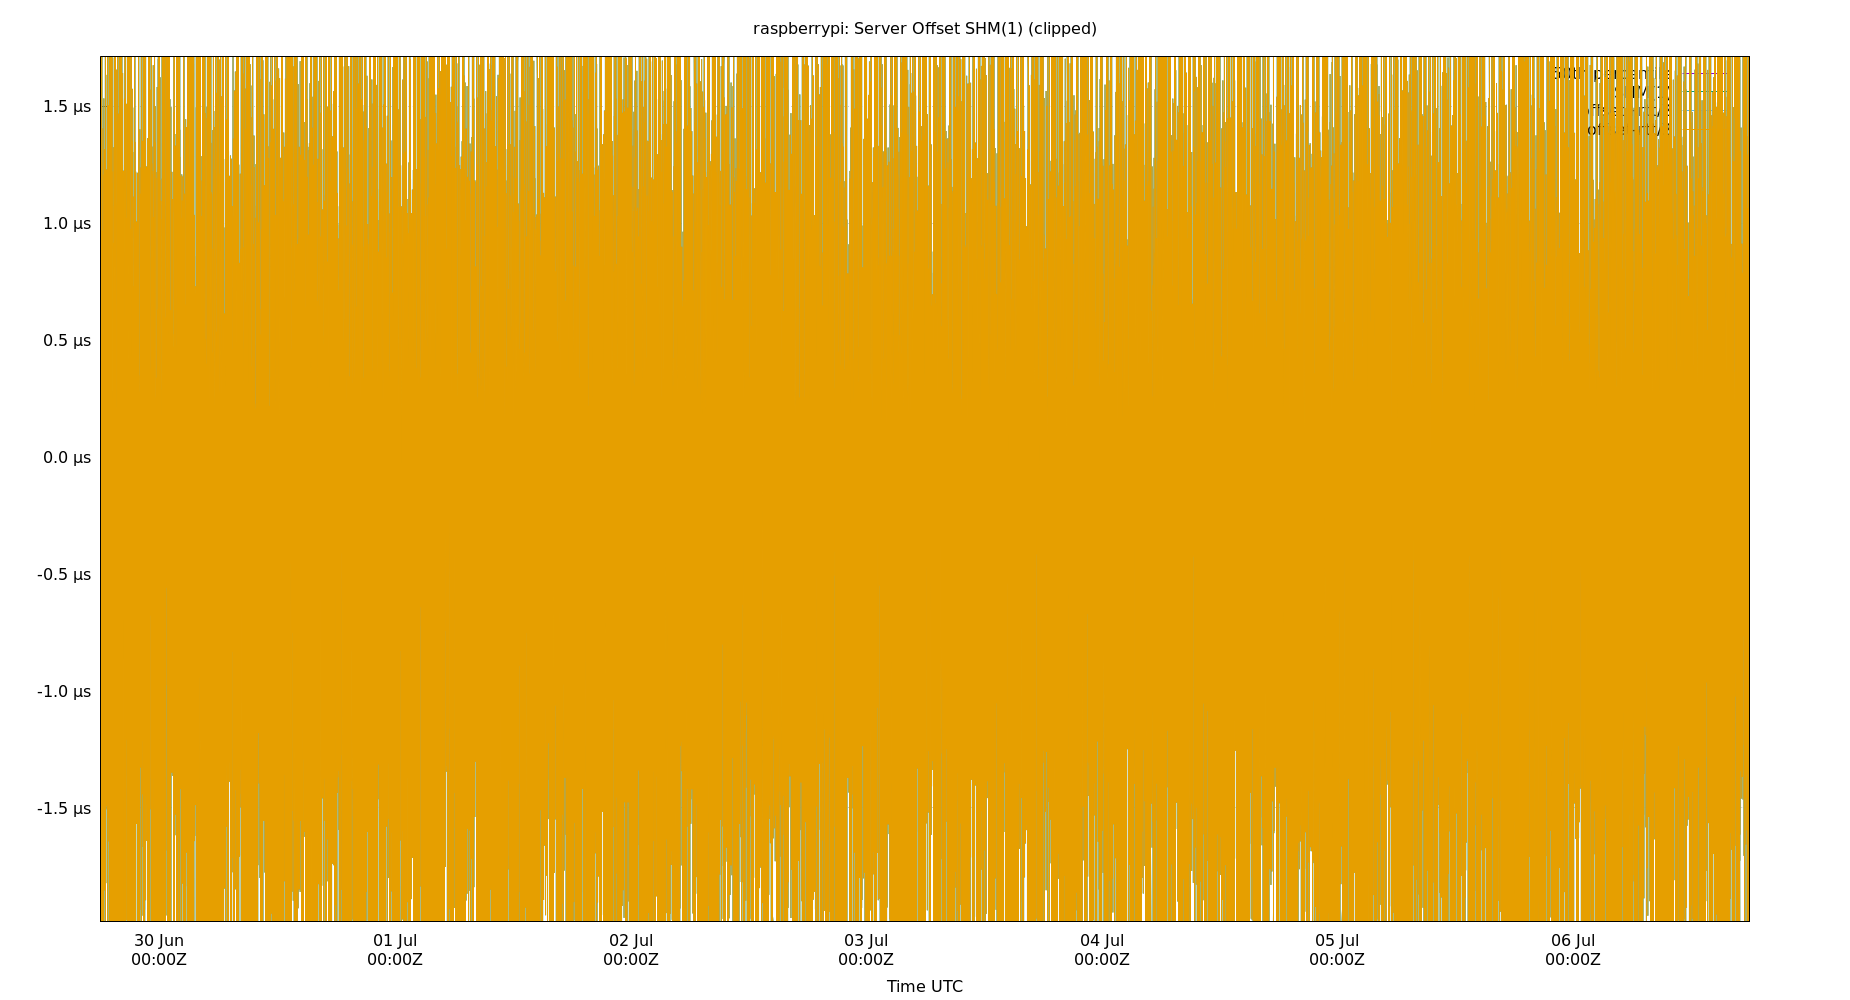 raspberrypi: Server Offset SHM(1) (clipped)
1.5 µs
1.0 µs
0.5 µs
0.0 µs
-0.5 µs
-1.0 µs
-1.5 µs
30 Jun
00:00Z
01 Jul
00:00Z
02 Jul
00:00Z
03 Jul
00:00Z
04 Jul
00:00Z
05 Jul
00:00Z
06 Jul
00:00Z
Time UTC